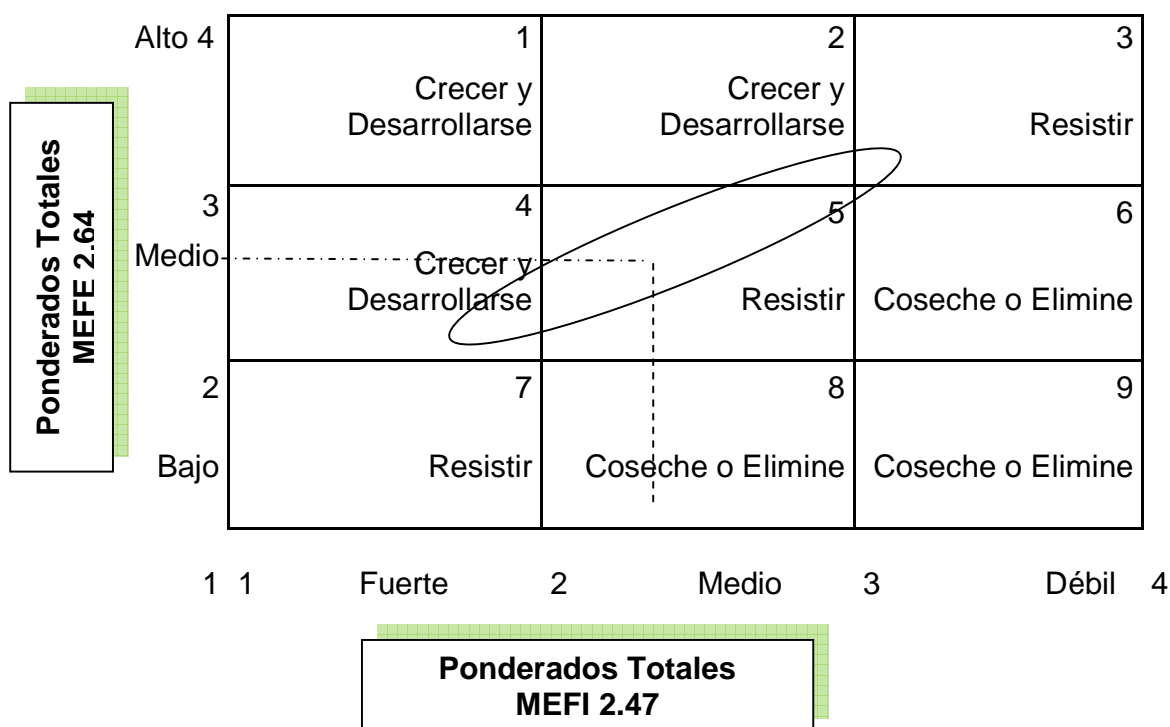 Alto 4
1
2
3
Crecer y
Desarrollarse
Crecer y
Desarrollarse
Resistir
Ponderados Totales
MEFE 2.64
3
4
5
6
Medio
Crecer y
Desarrollarse
Resistir
Coseche o Elimine
2
7
8
9
Bajo
Resistir
Coseche o Elimine
Coseche o Elimine
1 1 Fuerte 2 Medio 3 Débil 4
Ponderados Totales
MEFI 2.47